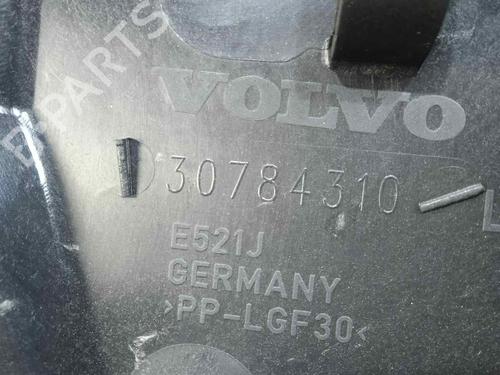 VOLVO
30784310
E521J
GERMANY
>PP-LGF30<